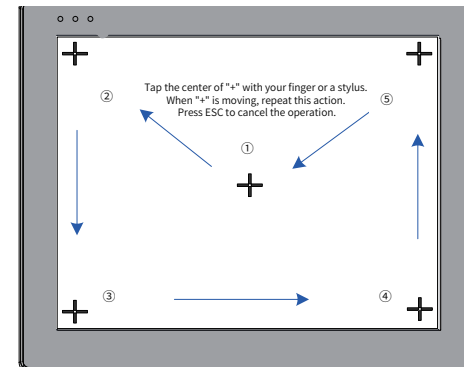 Tap the center of "+" with your finger or a stylus.
When "+" is moving, repeat this action.
Press ESC to cancel the operation.
②
⑤
①
③
④